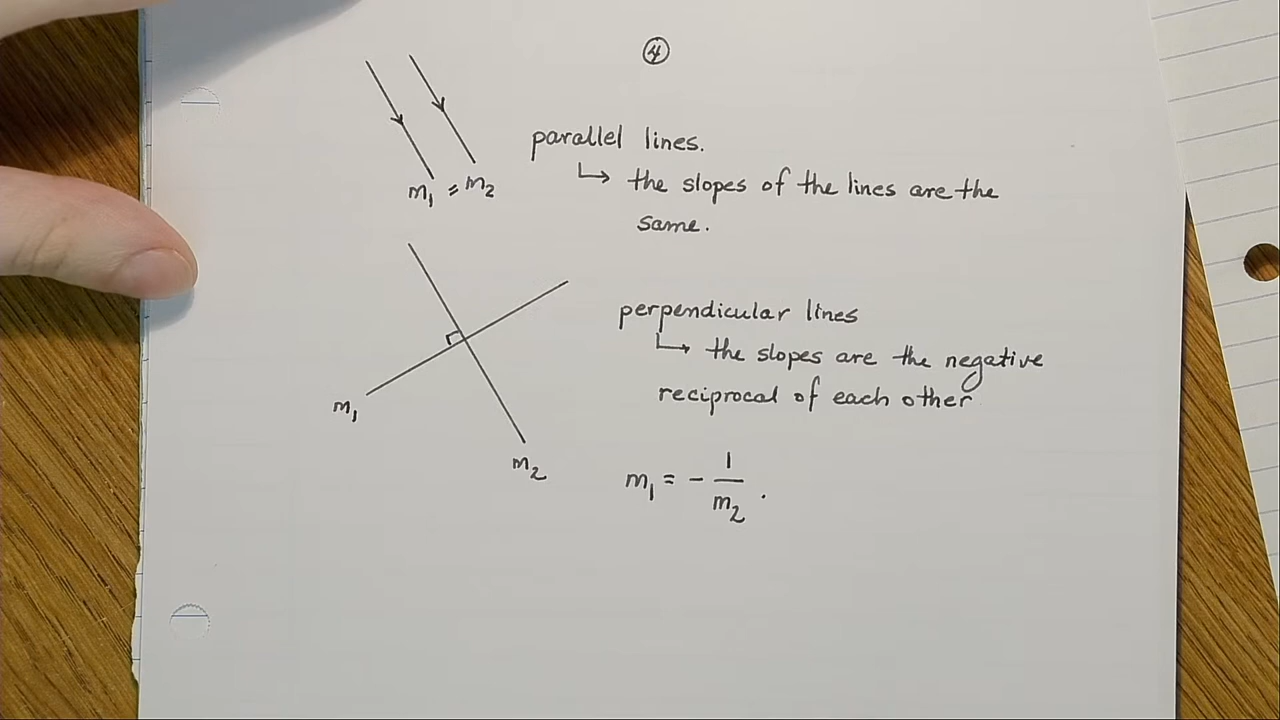 ④
parallel lines.
↳ the slopes of the lines are the
same.
m₁ = m₂
perpendicular lines
↳ the slopes are the negative
reciprocal of each other
m₁
m₂
m₁ = - 1/m₂ .